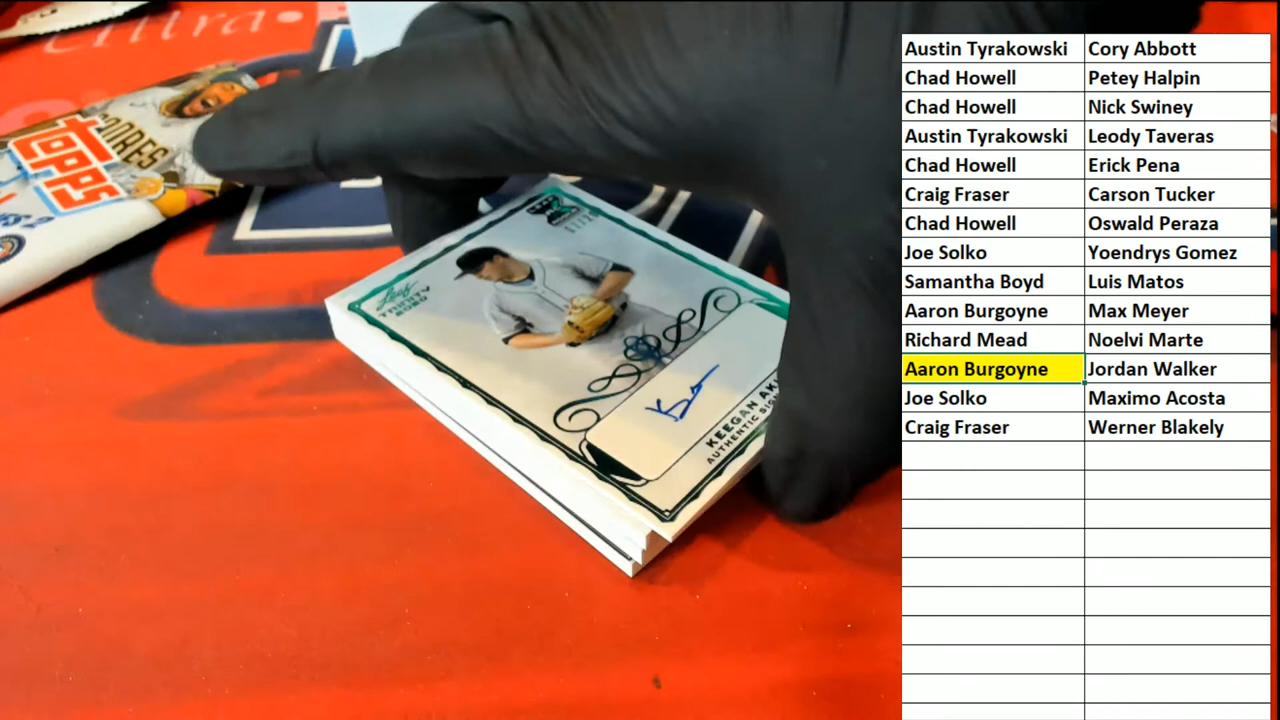 Austin Tyrakowski Cory Abbott
Chad Howell Petey Halpin
Chad Howell Nick Swiney
Austin Tyrakowski Leody Taveras
Chad Howell Erick Pena
Craig Fraser Carson Tucker
Chad Howell Oswald Peraza
Joe Solko Yoendrys Gomez
Samantha Boyd Luis Matos
Aaron Burgoyne Max Meyer
Richard Mead Noelvi Marte
Aaron Burgoyne Jordan Walker
Joe Solko Maximo Acosta
Craig Fraser Werner Blakely
PADRES
Topps
Leaf
TRINITY
2020
KEEGAN
AUTHENTIC